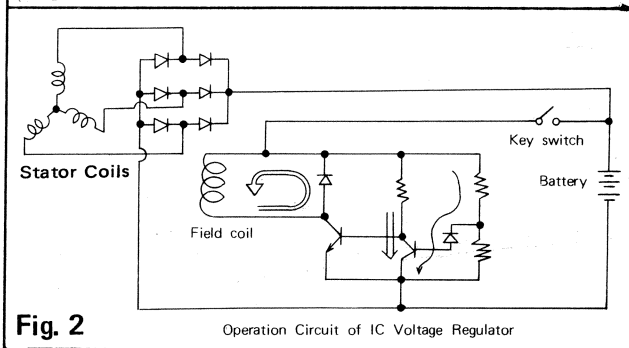 Stator Coils
Key switch
Battery
Field coil
Fig. 2
Operation Circuit of IC Voltage Regulator